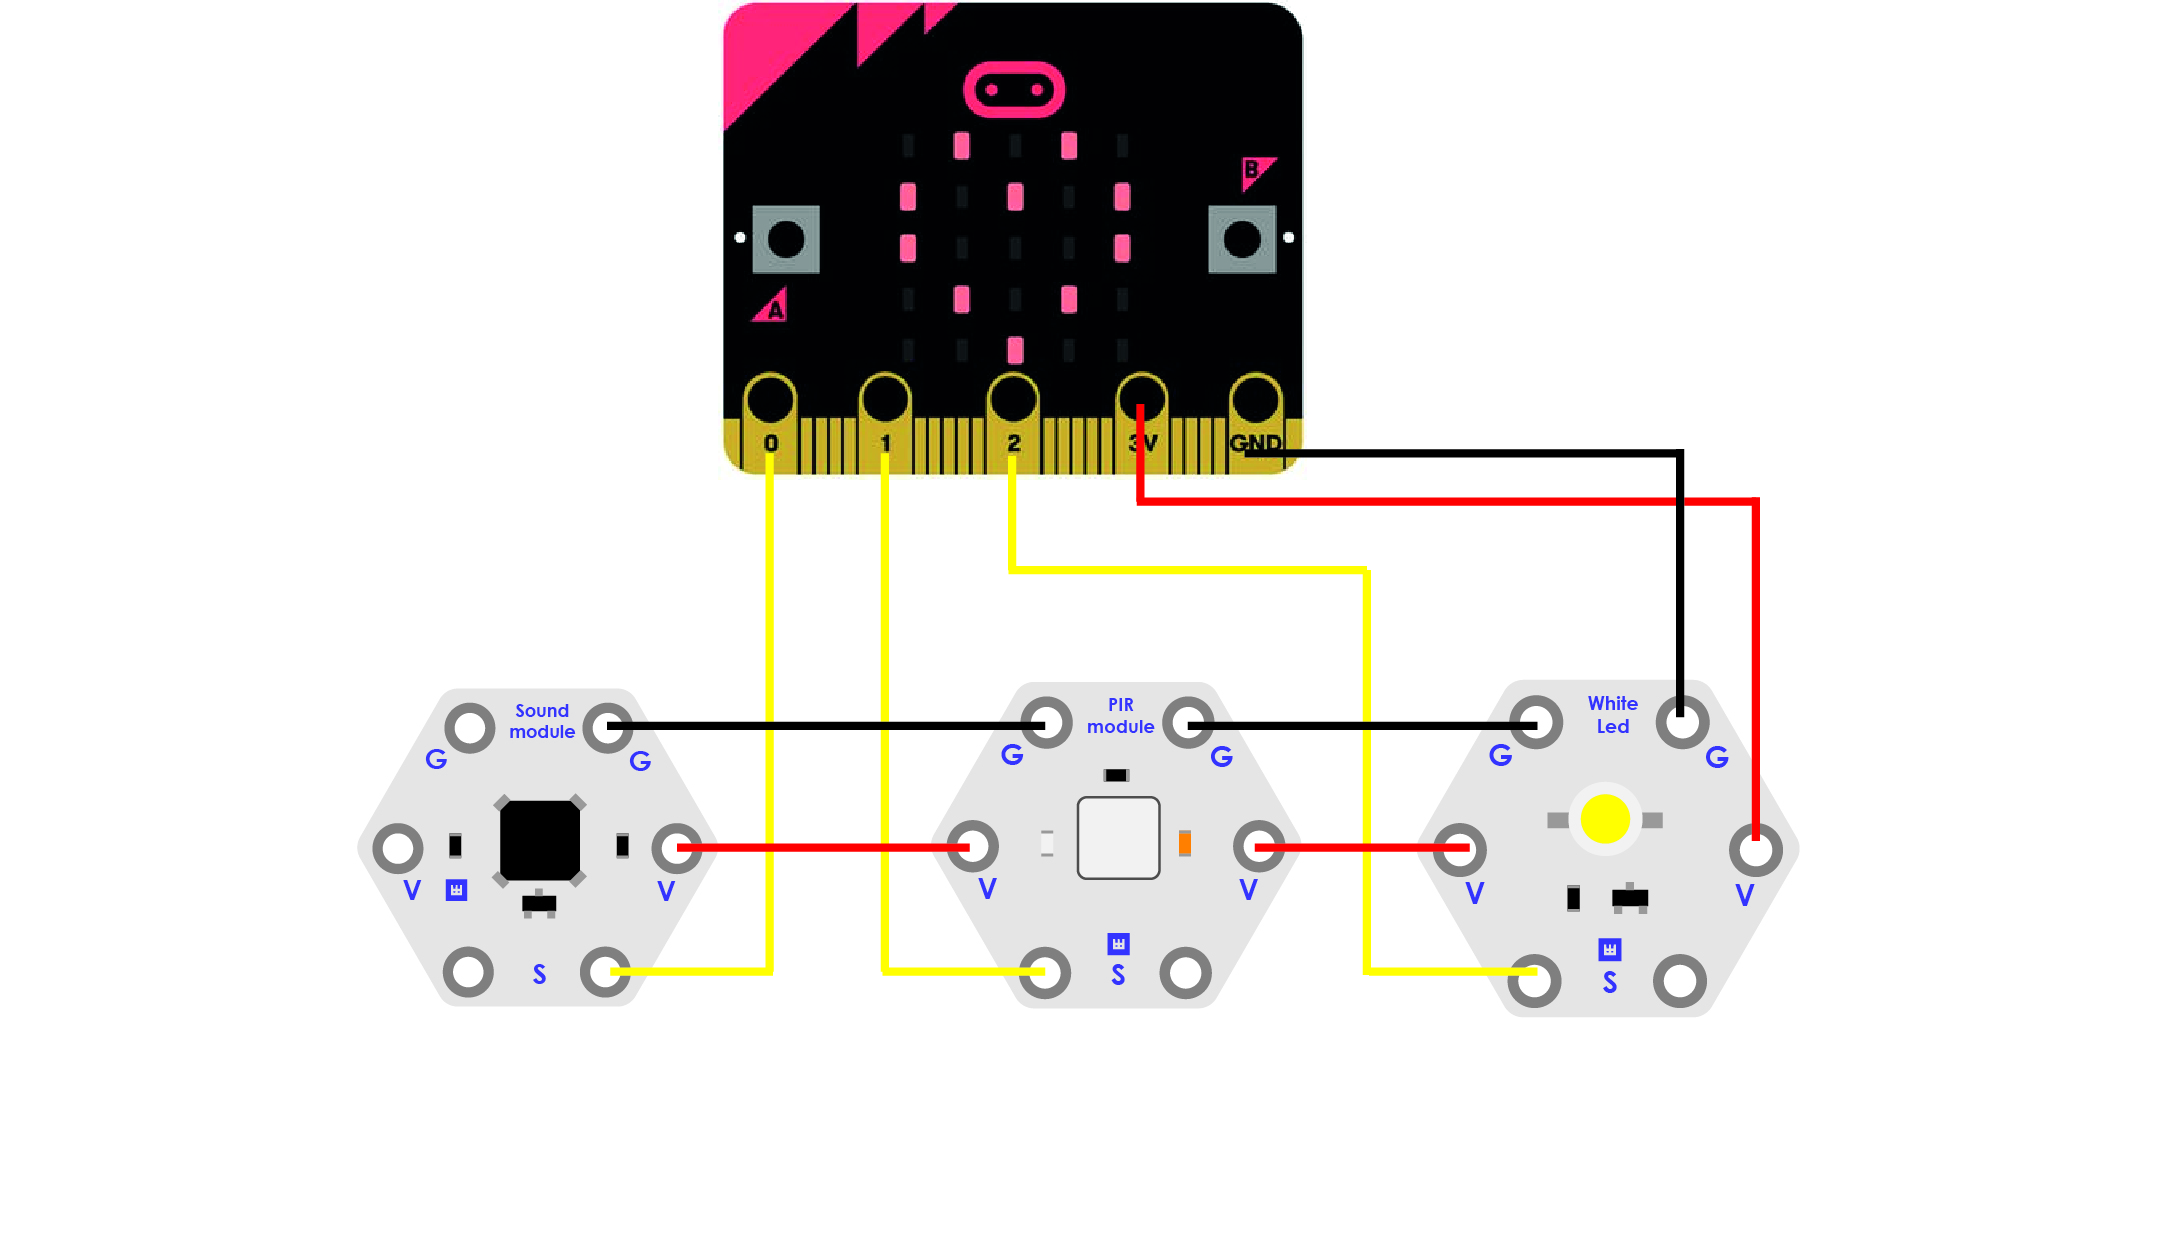 B
A
0 1 2 3V GND
Sound
module
G G
V V
S
PIR
module
G G
V V
S
White
Led
G G
V V
S